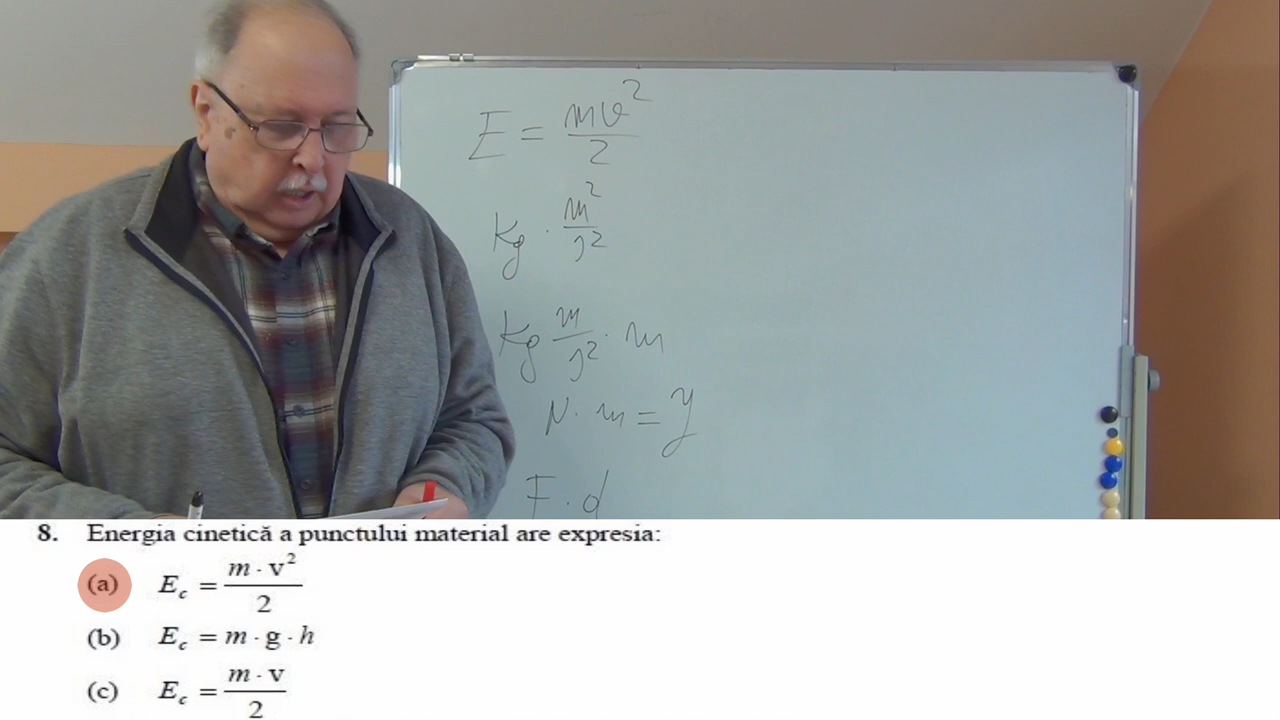 E = mv²/2
Kg · m²/s²
Kg m/s² · m
N · m = J
F · d
8. Energia cinetică a punctului material are expresia:
(a) E_c = m · v²/2
(b) E_c = m · g · h
(c) E_c = m · v/2